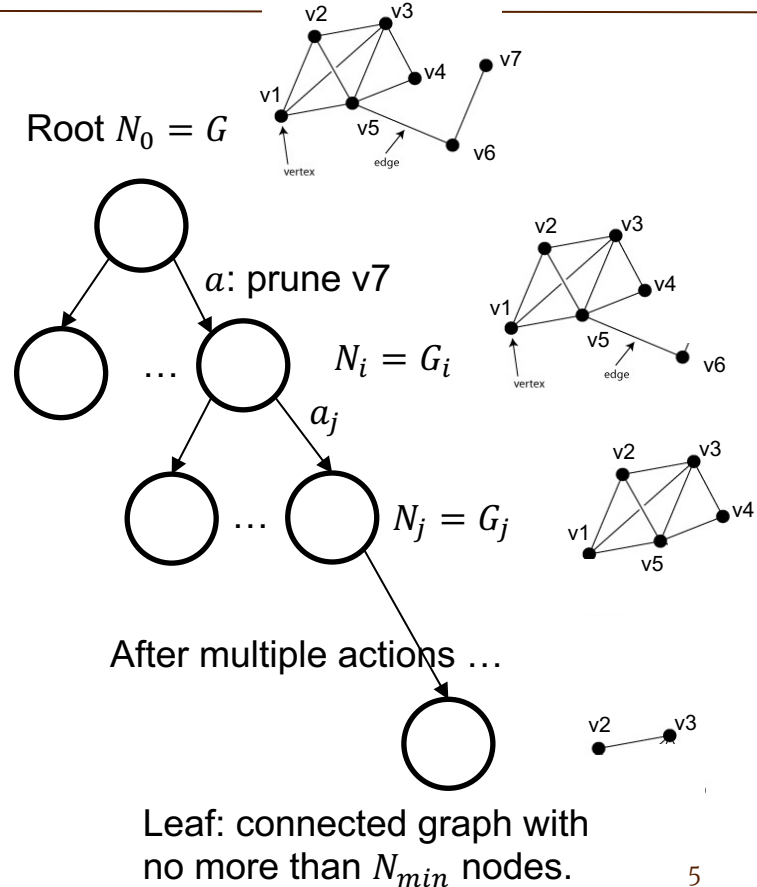 v2
v3
v4
v7
v1
v5
v6
vertex
edge
Root N₀ = G
a: prune v7
v2
v3
v4
v1
v5
v6
vertex
edge
… Nᵢ = Gᵢ
aⱼ
… Nⱼ = Gⱼ
v2
v3
v4
v1
v5
After multiple actions …
v2
v3
Leaf: connected graph with
no more than Nₘᵢₙ nodes.
5